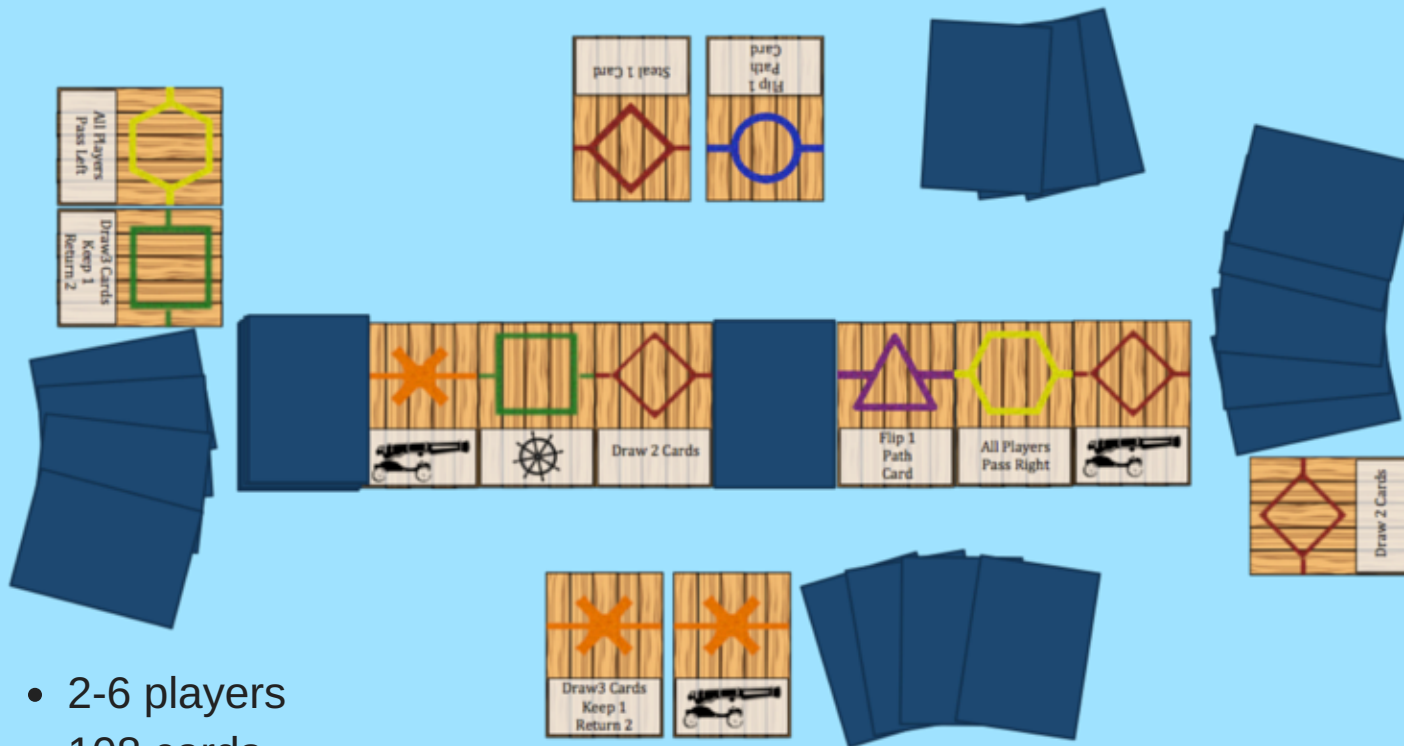 Steal 1 Card
Flip 1
Path
Card
All Players
Pass Left
Draw3 Cards
Keep 1
Return 2
Draw 2 Cards
Flip 1
Path
Card
All Players
Pass Right
Draw 2 Cards
Draw3 Cards
Keep 1
Return 2
• 2-6 players
108 cards